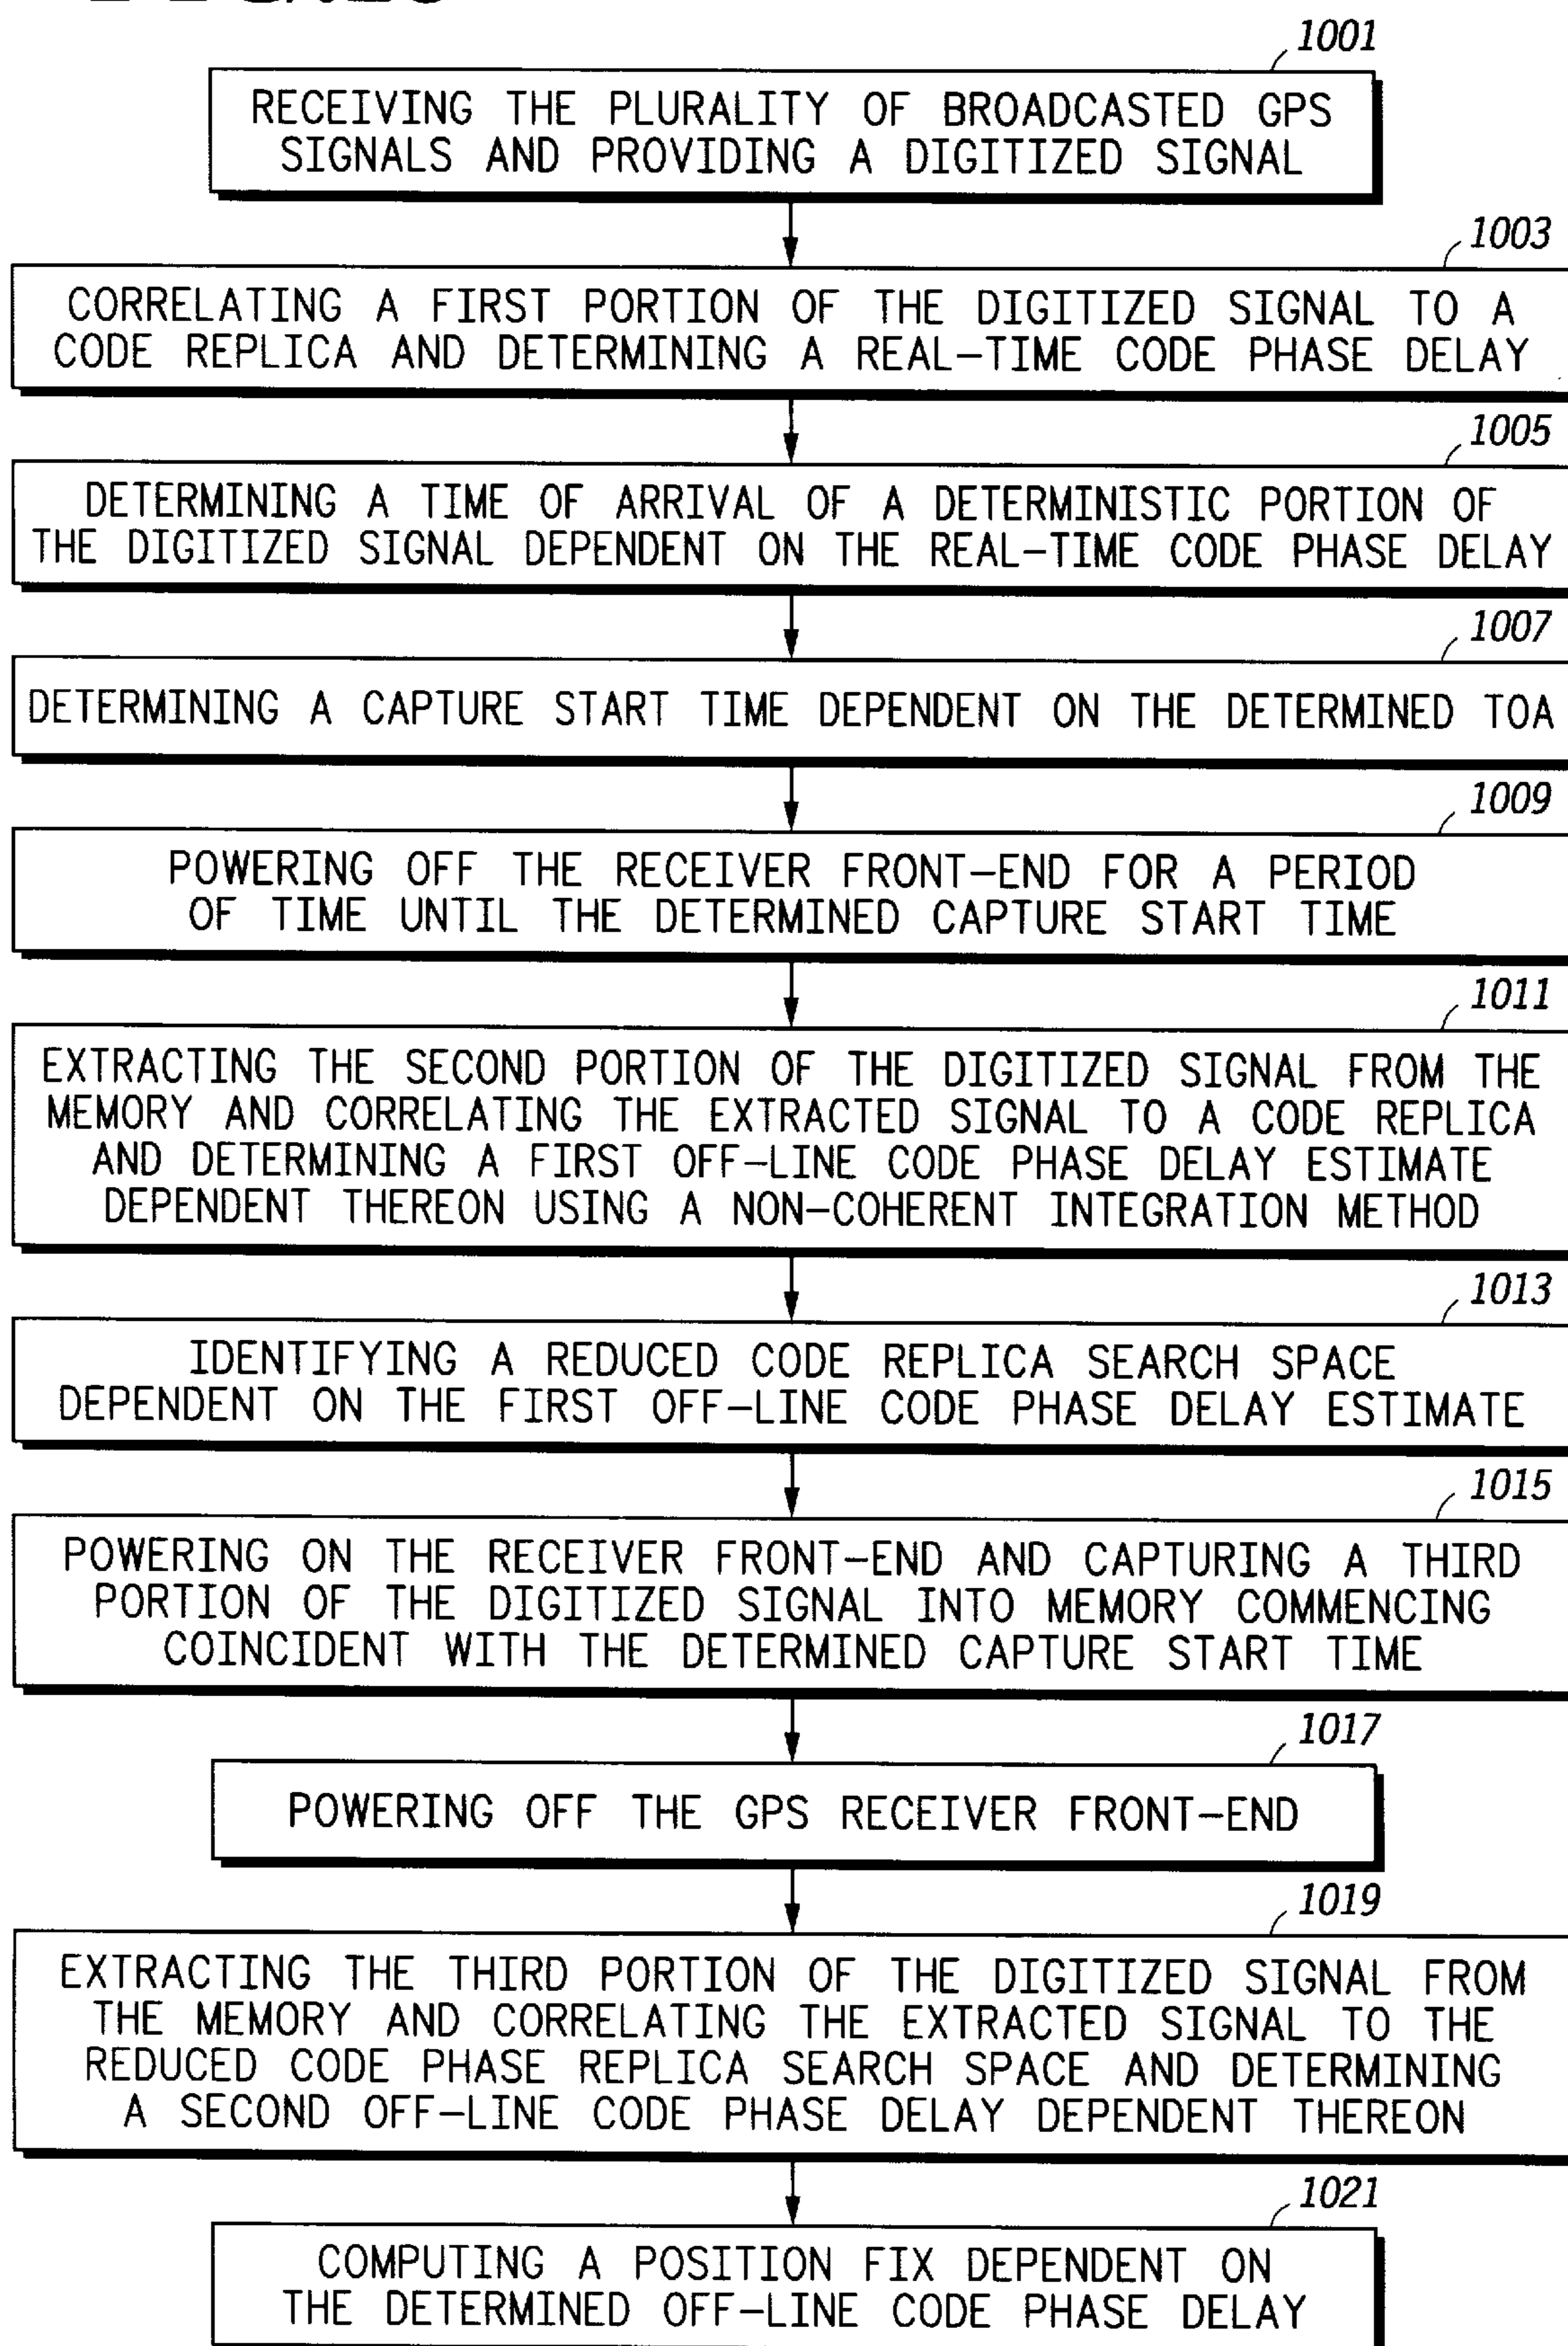 1001
RECEIVING THE PLURALITY OF BROADCASTED GPS
SIGNALS AND PROVIDING A DIGITIZED SIGNAL
1003
CORRELATING A FIRST PORTION OF THE DIGITIZED SIGNAL TO A
CODE REPLICA AND DETERMINING A REAL-TIME CODE PHASE DELAY
1005
DETERMINING A TIME OF ARRIVAL OF A DETERMINISTIC PORTION OF
THE DIGITIZED SIGNAL DEPENDENT ON THE REAL-TIME CODE PHASE DELAY
1007
DETERMINING A CAPTURE START TIME DEPENDENT ON THE DETERMINED TOA
1009
POWERING OFF THE RECEIVER FRONT-END FOR A PERIOD
OF TIME UNTIL THE DETERMINED CAPTURE START TIME
1011
EXTRACTING THE SECOND PORTION OF THE DIGITIZED SIGNAL FROM THE
MEMORY AND CORRELATING THE EXTRACTED SIGNAL TO A CODE REPLICA
AND DETERMINING A FIRST OFF-LINE CODE PHASE DELAY ESTIMATE
DEPENDENT THEREON USING A NON-COHERENT INTEGRATION METHOD
1013
IDENTIFYING A REDUCED CODE REPLICA SEARCH SPACE
DEPENDENT ON THE FIRST OFF-LINE CODE PHASE DELAY ESTIMATE
1015
POWERING ON THE RECEIVER FRONT-END AND CAPTURING A THIRD
PORTION OF THE DIGITIZED SIGNAL INTO MEMORY COMMENCING
COINCIDENT WITH THE DETERMINED CAPTURE START TIME
1017
POWERING OFF THE GPS RECEIVER FRONT-END
1019
EXTRACTING THE THIRD PORTION OF THE DIGITIZED SIGNAL FROM
THE MEMORY AND CORRELATING THE EXTRACTED SIGNAL TO THE
REDUCED CODE PHASE REPLICA SEARCH SPACE AND DETERMINING
A SECOND OFF-LINE CODE PHASE DELAY DEPENDENT THEREON
1021
COMPUTING A POSITION FIX DEPENDENT ON
THE DETERMINED OFF-LINE CODE PHASE DELAY